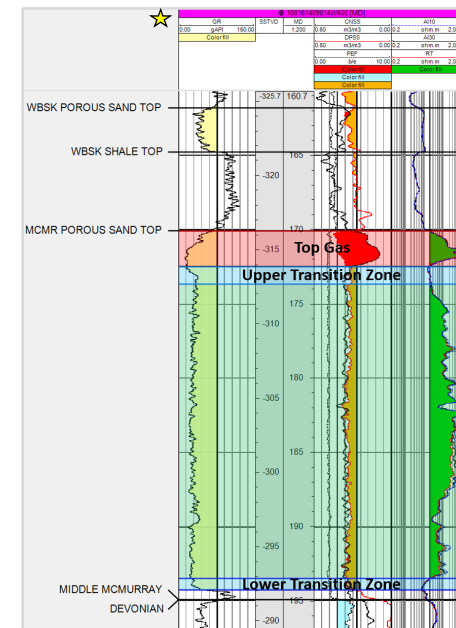 100161409014W400 [MD]
GR SSTVD MD CNSS AI10
0.00 gAPI 150.00 1:200 0.60 m3/m3 0.00 0.2 ohm.m 2.0
Color fill DPSS AI30
0.60 m3/m3 0.00 0.2 ohm.m 2.0
PEF RT
0.00 b/e 10.00 0.2 ohm.m 2.0
Color fill Color fill
Color fill
Color fill
-325.7 160.7
WBSK POROUS SAND TOP
WBSK SHALE TOP
165
-320
MCMR POROUS SAND TOP
170
-315 Top Gas
Upper Transition Zone
175
-310
180
-305
185
-300
190
-295
Lower Transition Zone
MIDDLE MCMURRAY
195
DEVONIAN
-290